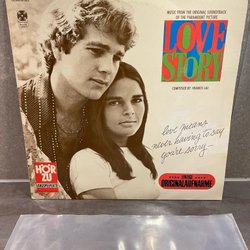 MUSIC FROM THE ORIGINAL SOUNDTRACK
OF THE PARAMOUNT PICTURE
LOVE
STORY
COMPOSED BY FRANCIS LAI
love means
never having to say
you're sorry
HÖR
ZU
ORIGINALAUFNAHME